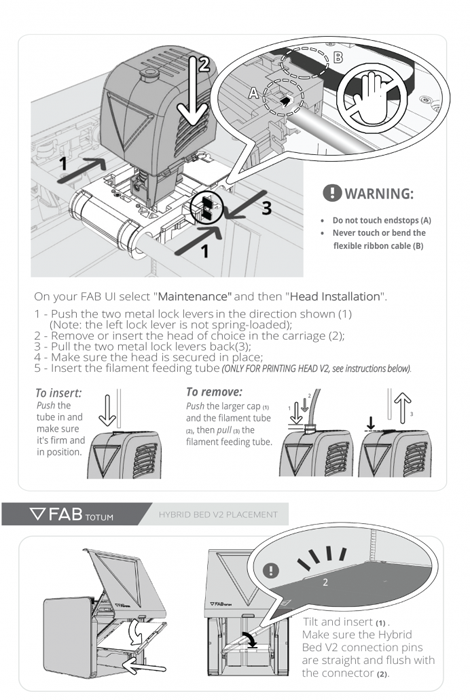 2
B
A
1
3
1
WARNING:
• Do not touch endstops (A)
• Never touch or bend the
flexible ribbon cable (B)
On your FAB UI select "Maintenance" and then "Head Installation".
1 - Push the two metal lock levers in the direction shown (1)
(Note: the left lock lever is not spring-loaded);
2 - Remove or insert the head of choice in the carriage (2);
3 - Pull the two metal lock levers back(3);
4 - Make sure the head is secured in place;
5 - Insert the filament feeding tube (ONLY FOR PRINTING HEAD V2, see instructions below).
To insert:
Push the
tube in and
make sure
it's firm and
in position.
To remove:
Push the larger cap (1)
and the filament tube
(2), then pull (3) the
filament feeding tube.
1
2
3
FAB TOTUM
HYBRID BED V2 PLACEMENT
2
Tilt and insert (1) .
Make sure the Hybrid
Bed V2 connection pins
are straight and flush with
the connector (2).